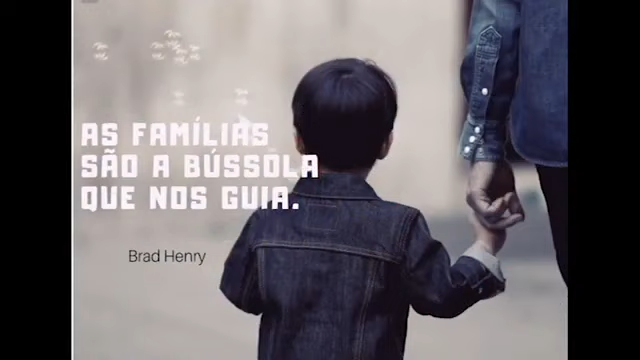 AS FAMÍLIAS
SÃO A BÚSSOLA
QUE NOS GUIA.
Brad Henry